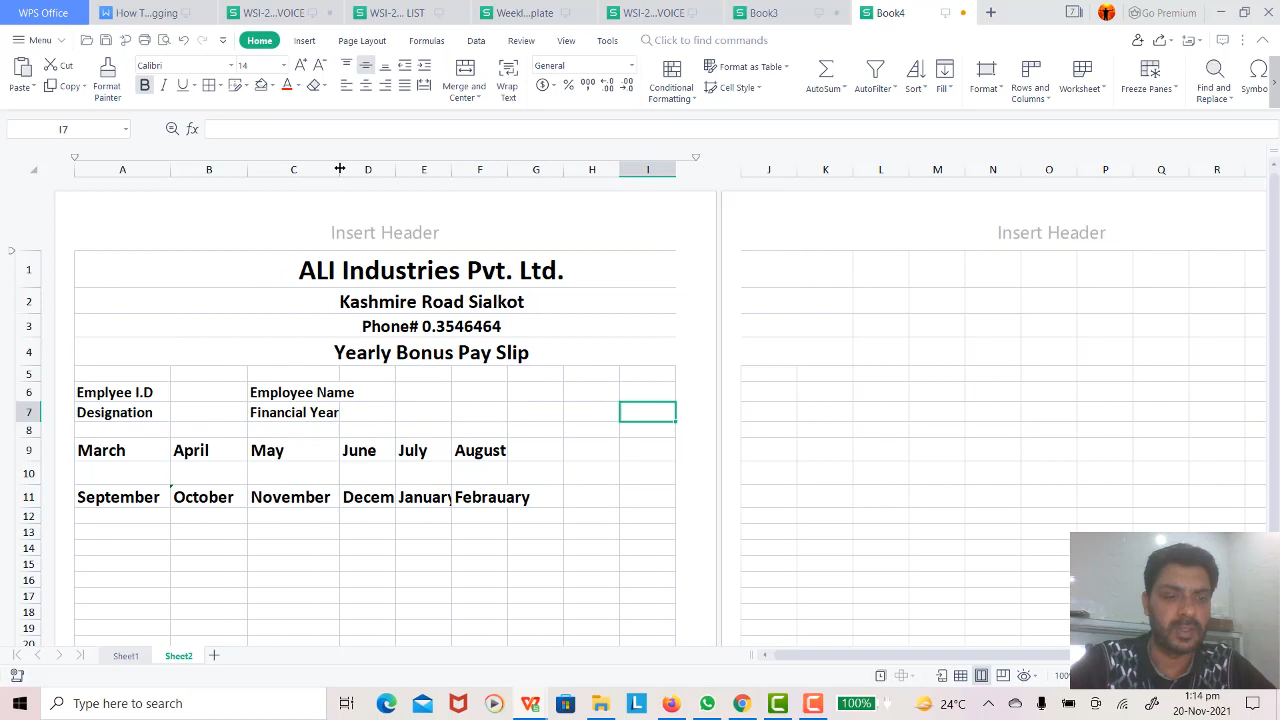 WPS Office How T... WSI-2...VOICE WSI-2...LIST Week...plate WSI-2...VOICE Book3 Book4 Go Premium
Menu Home Insert Page Layout Formulas Data Review View Tools Click to find commands
Paste Cut Copy Format Painter Calibri 14 Merge and Center Wrap Text General Conditional Formatting Format as Table Cell Style AutoSum AutoFilter Sort Fill Format Rows and Columns Worksheet Freeze Panes Find and Replace Symbo
I7
A B C D E F G H I J K L M N O P Q R
Insert Header Insert Header
1 ALI Industries Pvt. Ltd.
2 Kashmire Road Sialkot
3 Phone# 0.3546464
4 Yearly Bonus Pay Slip
5
6 Emplyee I.D Employee Name
7 Designation Financial Year
8
9 March April May June July August
10
11 September October November Decem January Febrauary
12
13
14
15
16
17
18
19
20
Sheet1 Sheet2
100
Type here to search 100% 24°C 1:14 pm
20-Nov-2021